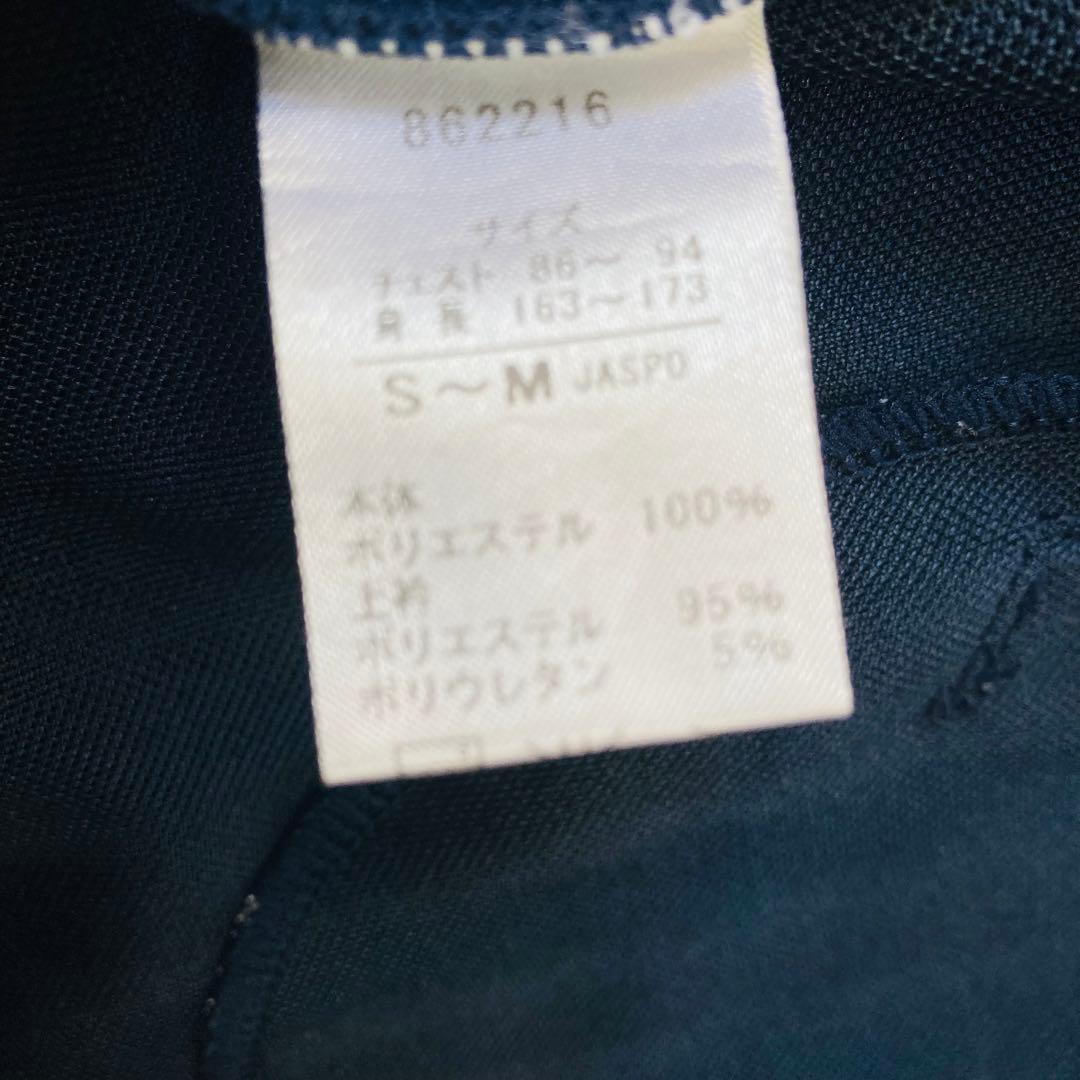 862216
サイズ
チェスト 86～ 94
身 長 163～173
S～M JASPO
本体
ポリエステル 100%
上衿
ポリエステル 95%
ポリウレタン 5%